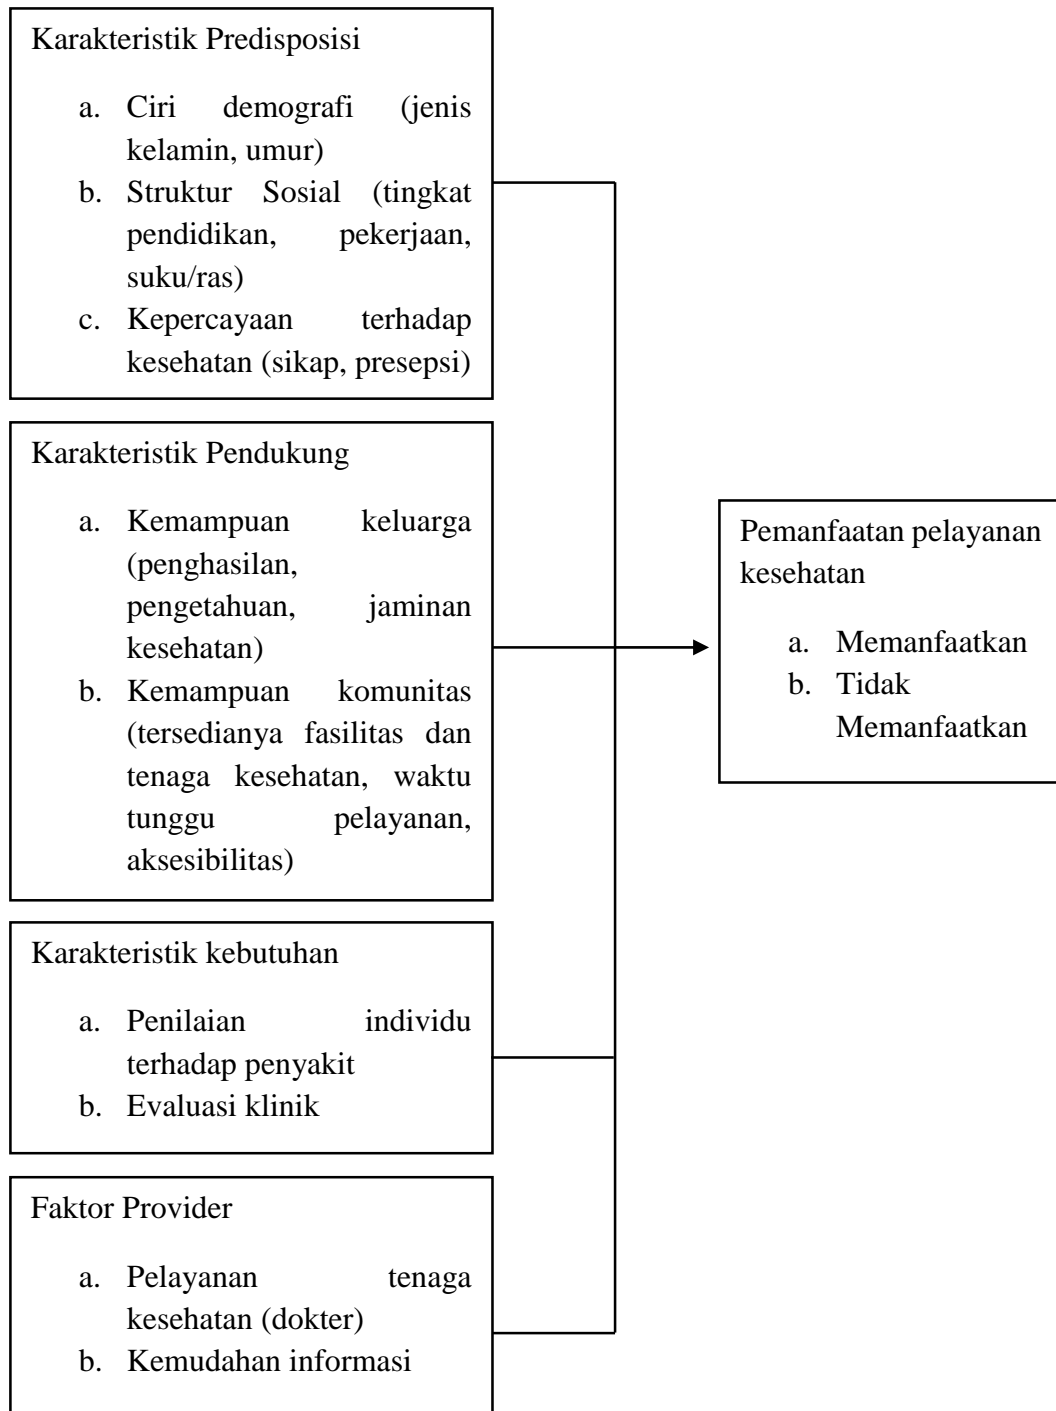 Karakteristik Predisposisi
a. Ciri demografi (jenis
kelamin, umur)
b. Struktur Sosial (tingkat
pendidikan, pekerjaan,
suku/ras)
c. Kepercayaan terhadap
kesehatan (sikap, presepsi)
Karakteristik Pendukung
a. Kemampuan keluarga
(penghasilan,
pengetahuan, jaminan
kesehatan)
b. Kemampuan komunitas
(tersedianya fasilitas dan
tenaga kesehatan, waktu
tunggu pelayanan,
aksesibilitas)
Karakteristik kebutuhan
a. Penilaian individu
terhadap penyakit
b. Evaluasi klinik
Faktor Provider
a. Pelayanan tenaga
kesehatan (dokter)
b. Kemudahan informasi
Pemanfaatan pelayanan
kesehatan
a. Memanfaatkan
b. Tidak
Memanfaatkan